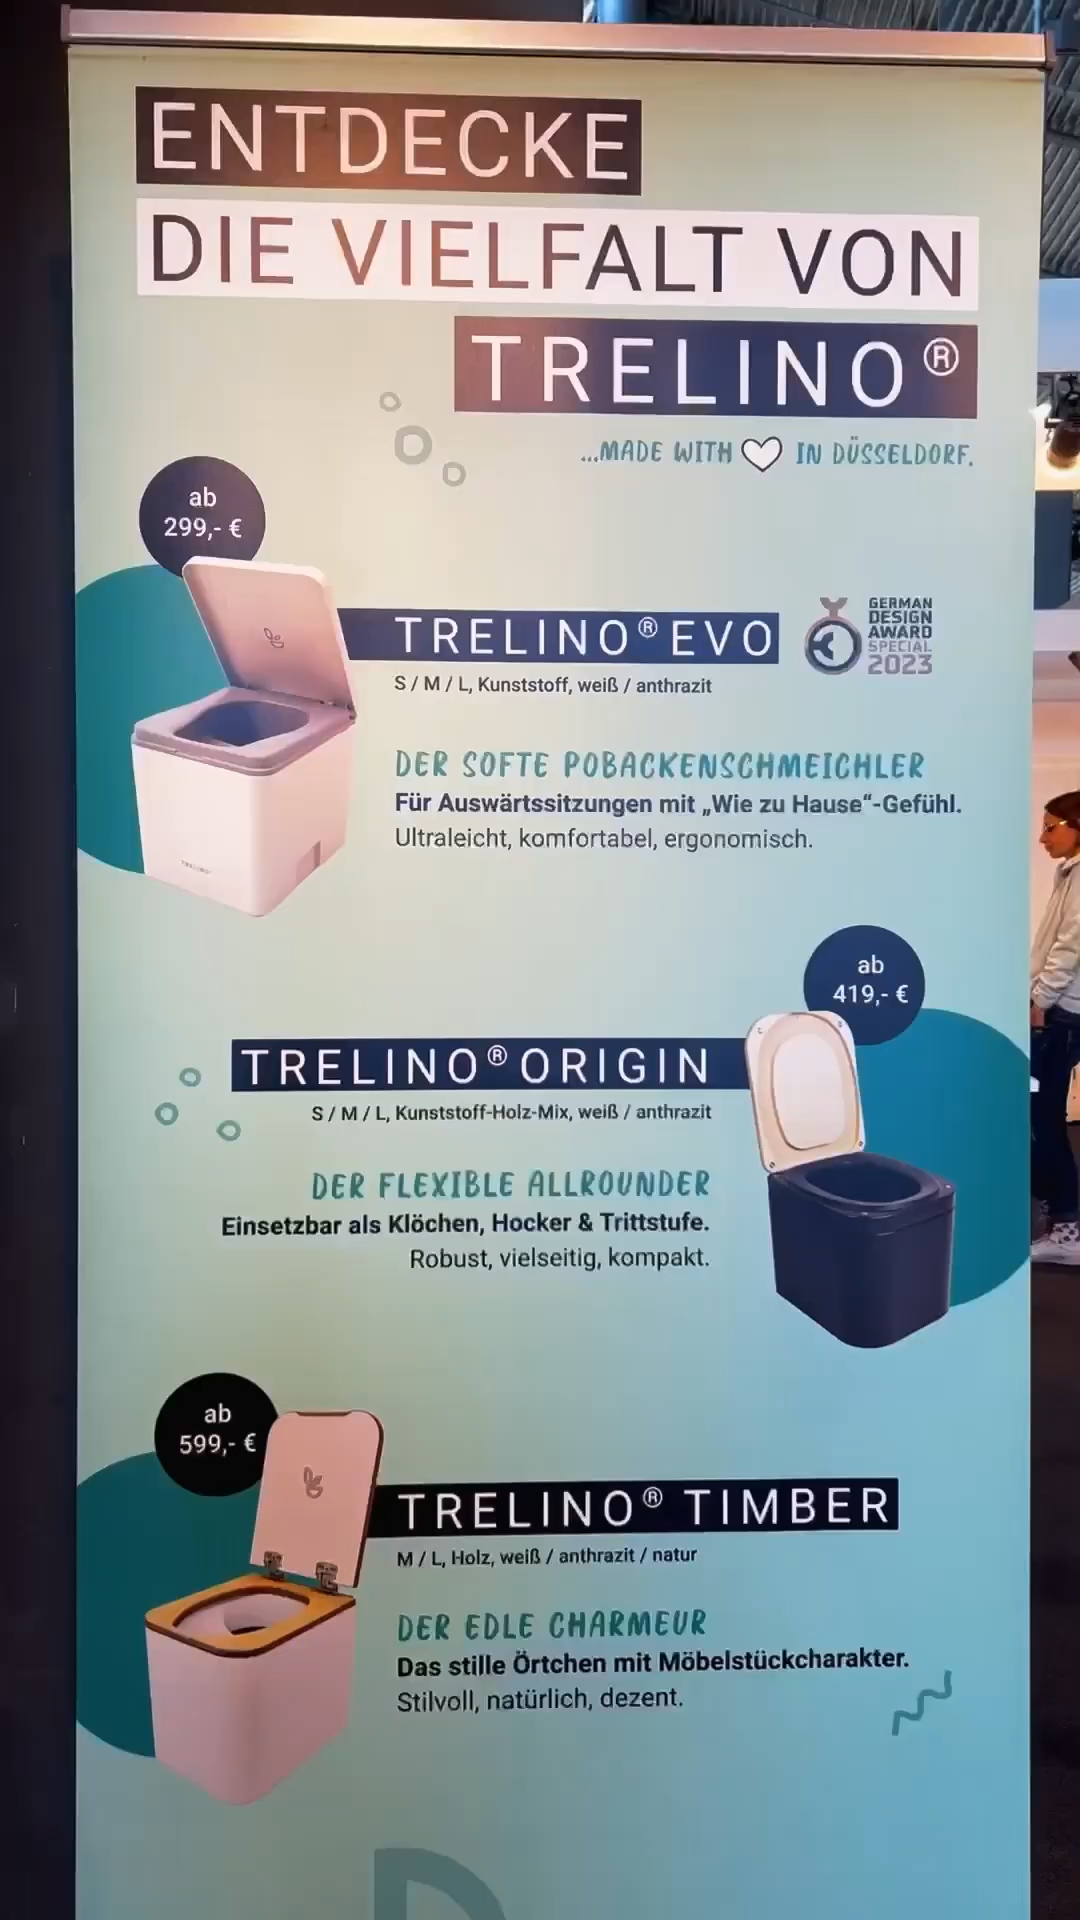 ENTDECKE
DIE VIELFALT VON
TRELINO®
...MADE WITH IN DÜSSELDORF.
ab
299,- €
TRELINO® EVO
GERMAN
DESIGN
AWARD
SPECIAL
2023
S / M / L, Kunststoff, weiß / anthrazit
DER SOFTE POBACKENSCHMEICHLER
Für Auswärtssitzungen mit „Wie zu Hause“-Gefühl.
Ultraleicht, komfortabel, ergonomisch.
TRELINO
ab
419,- €
TRELINO® ORIGIN
S / M / L, Kunststoff-Holz-Mix, weiß / anthrazit
DER FLEXIBLE ALLROUNDER
Einsetzbar als Klöchen, Hocker & Trittstufe.
Robust, vielseitig, kompakt.
ab
599,- €
TRELINO® TIMBER
M / L, Holz, weiß / anthrazit / natur
DER EDLE CHARMEUR
Das stille Örtchen mit Möbelstückcharakter.
Stilvoll, natürlich, dezent.